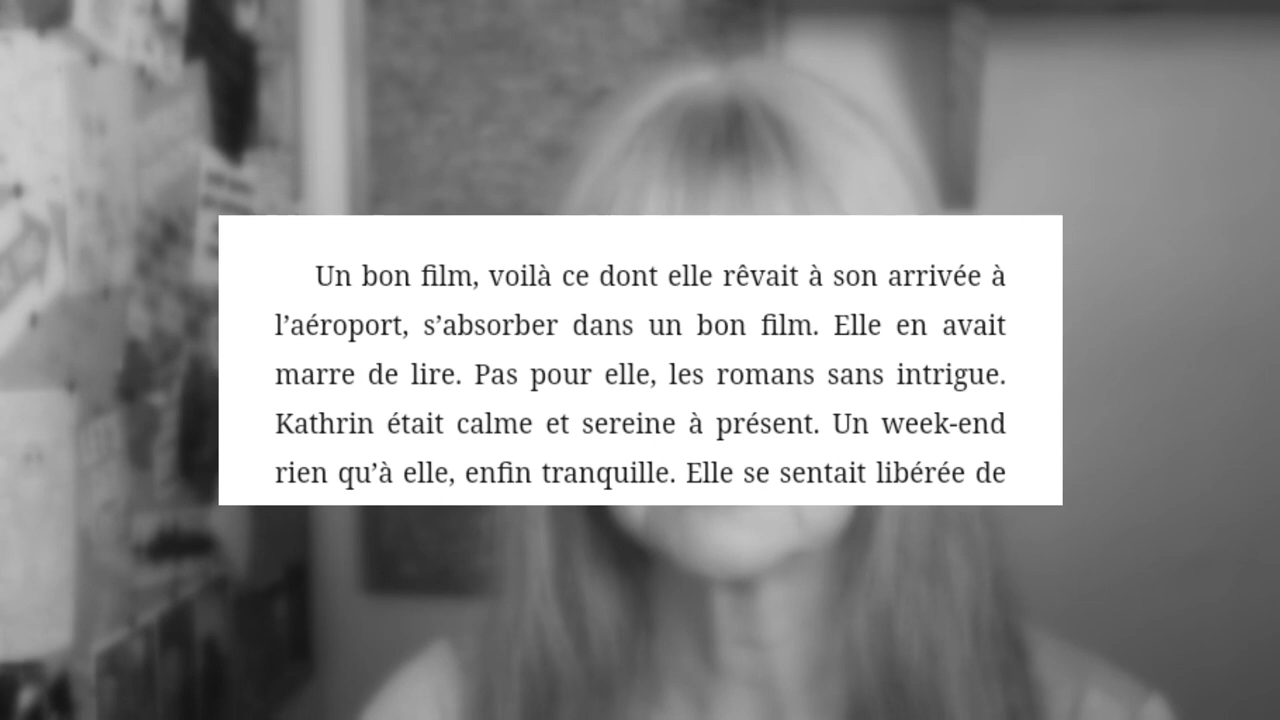 Un bon film, voilà ce dont elle rêvait à son arrivée à
l’aéroport, s’absorber dans un bon film. Elle en avait
marre de lire. Pas pour elle, les romans sans intrigue.
Kathrin était calme et sereine à présent. Un week-end
rien qu’à elle, enfin tranquille. Elle se sentait libérée de